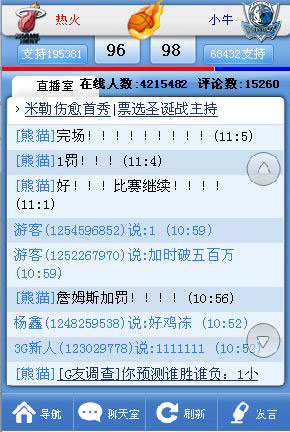 热火 小牛
支持195381 96 98 68432支持
直播室 在线人数:4215482 评论数:15260
米勒伤愈首秀|票选圣诞战主持
[熊猫]完场!!!!!!!!! (11:5)
[熊猫]1罚!!! (11:4)
[熊猫]好!!!比赛继续!!!!
(11:1)
游客(1254596852)说:1 (10:59)
游客(1252267970)说:加时破五百万
(10:59)
[熊猫]詹姆斯加罚!!!! (10:56)
杨鑫(1248259538)说:好鸡冻 (10:52)
3G新人(123029778)说:1111111 (10:52)
[熊猫][G友调查]你预测谁胜谁负：1小
导航 聊天室 刷新 发言